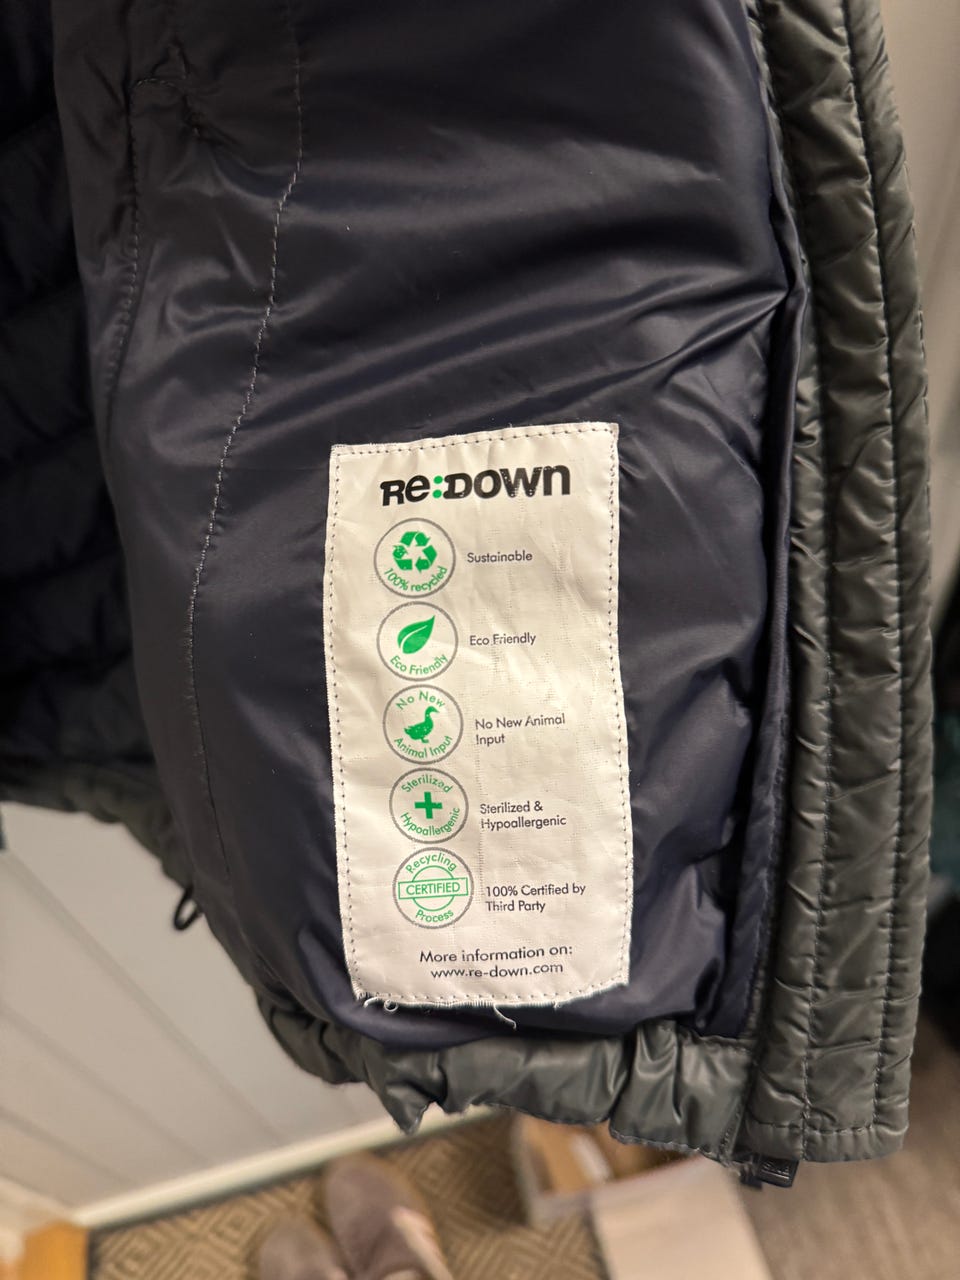 Re:Down
100% recycled
Sustainable
Eco Friendly
Eco Friendly
No New
Animal Input
No New Animal
Input
Sterilized
Hypoallergenic
Sterilized &
Hypoallergenic
Recycling
CERTIFIED
Process
100% Certified by
Third Party
More information on:
www.re-down.com